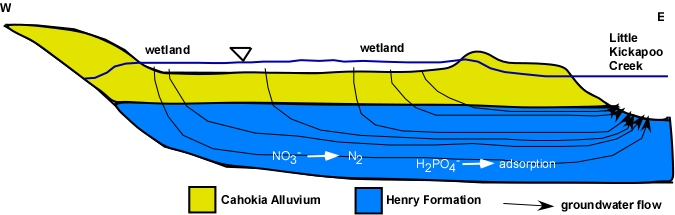 W
E
wetland
wetland
Little
Kickapoo
Creek
NO₃⁻ N₂
H₂PO₄⁻ adsorption
Cahokia Alluvium
Henry Formation
groundwater flow